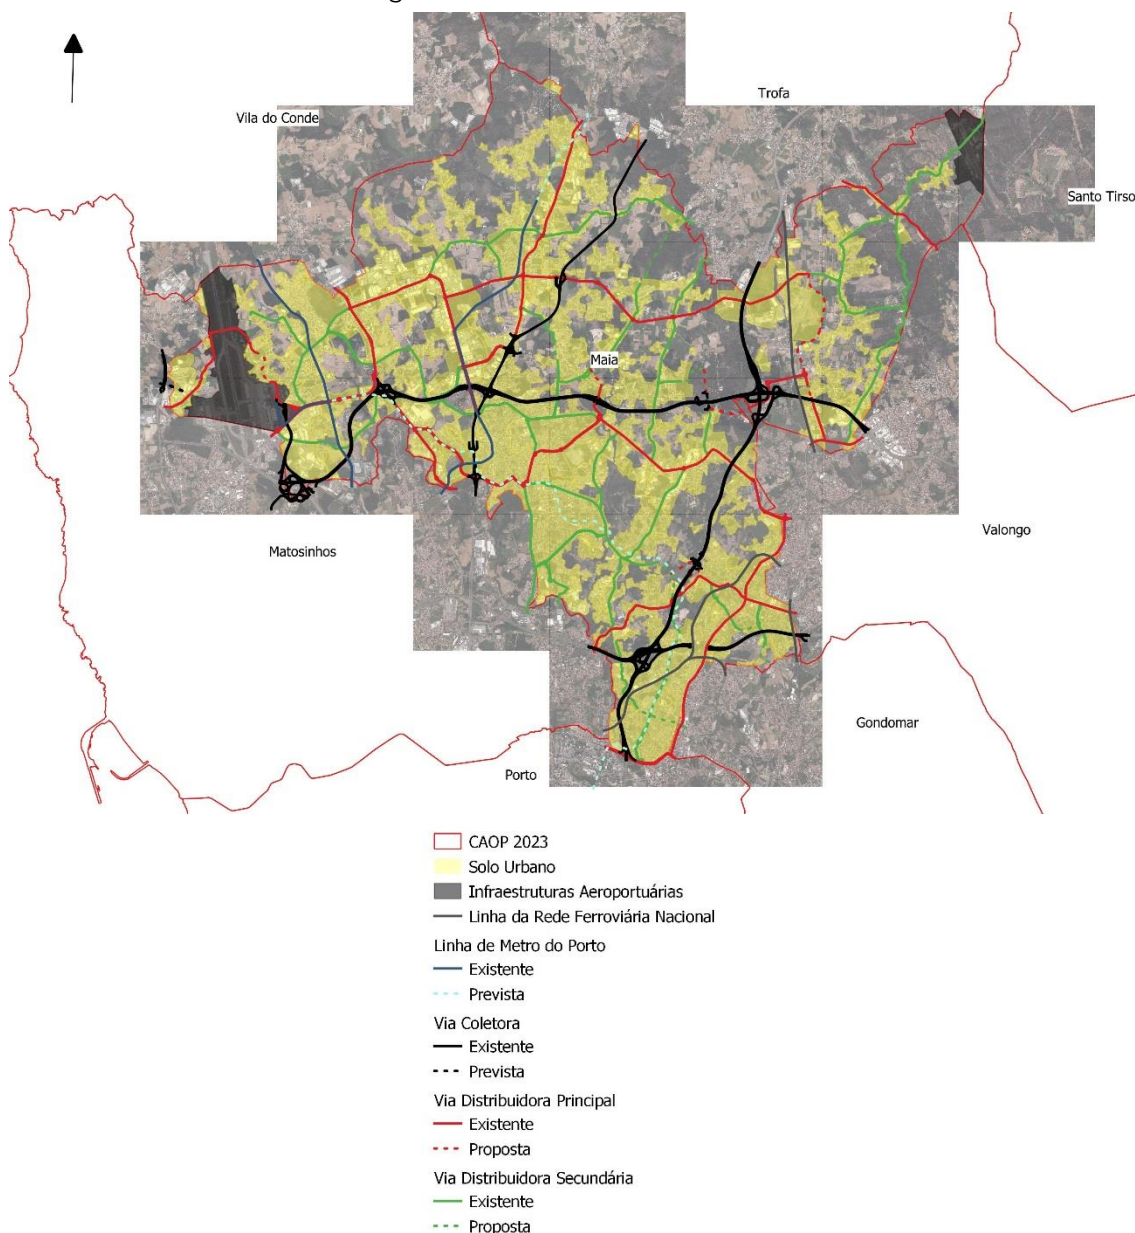 Trofa
Vila do Conde
Santo Tirso
Maia
Valongo
Matosinhos
Gondomar
Porto
CAOP 2023
Solo Urbano
Infraestruturas Aeroportuárias
Linha da Rede Ferroviária Nacional
Linha de Metro do Porto
Existente
Prevista
Via Coletora
Existente
Prevista
Via Distribuidora Principal
Existente
Proposta
Via Distribuidora Secundária
Existente
Proposta